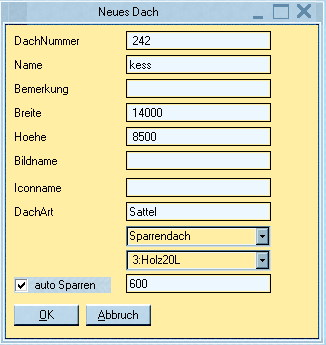 Neues Dach
DachNummer 242
Name kess
Bemerkung
Breite 14000
Hoehe 8500
Bildname
Iconname
DachArt Sattel
Sparrendach
3:Holz20L
auto Sparren 600
OK Abbruch